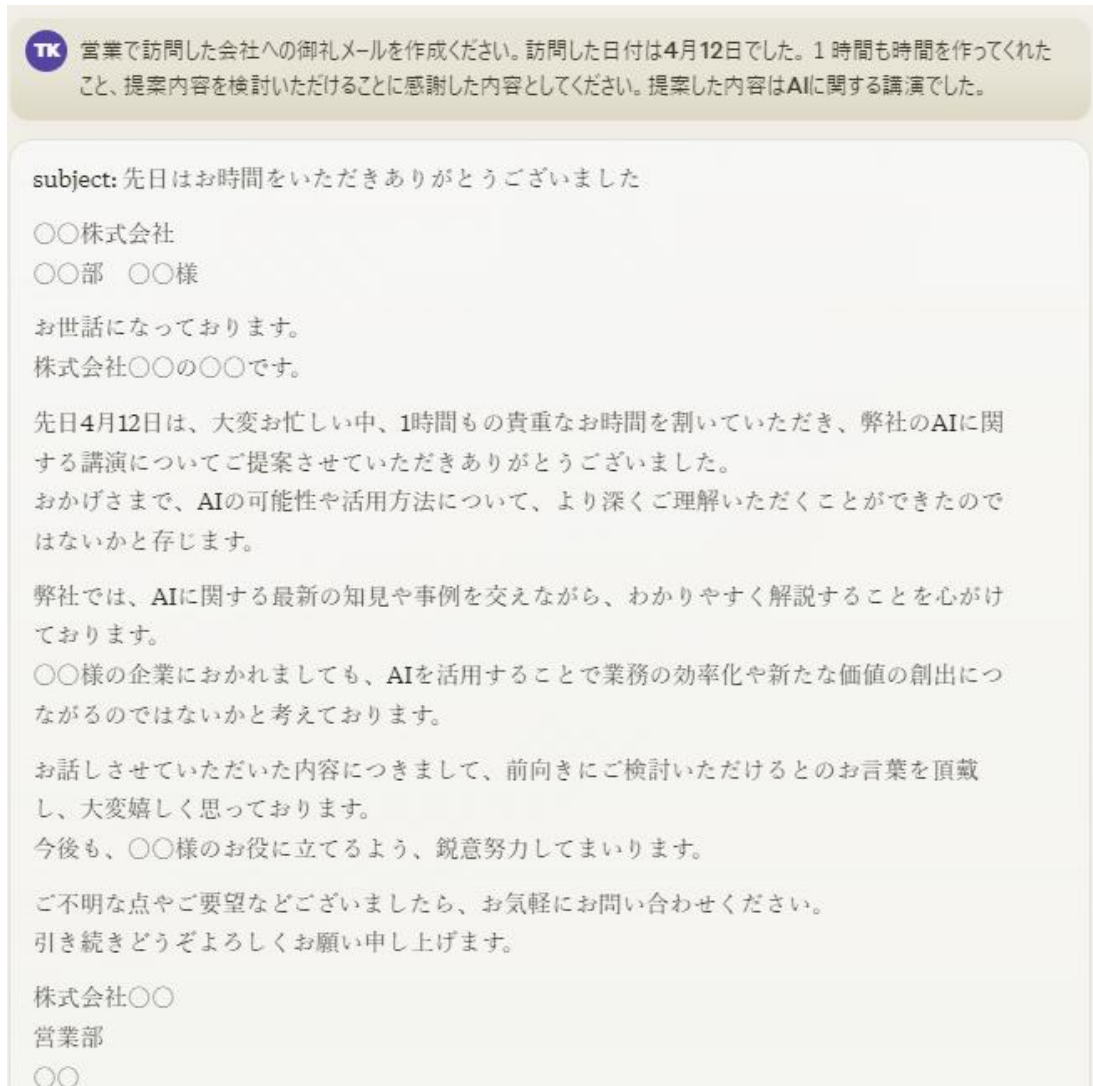 TK
営業で訪問した会社への御礼メールを作成ください。訪問した日付は4月12日でした。１時間も時間を作ってくれた
こと、提案内容を検討いただけることに感謝した内容としてください。提案した内容はAIに関する講演でした。
subject: 先日はお時間をいただきありがとうございました
〇〇株式会社
〇〇部　〇〇様
お世話になっております。
株式会社〇〇の〇〇です。
先日4月12日は、大変お忙しい中、1時間もの貴重なお時間を割いていただき、弊社のAIに関
する講演についてご提案させていただきありがとうございました。
おかげさまで、AIの可能性や活用方法について、より深くご理解いただくことができたので
はないかと存じます。
弊社では、AIに関する最新の知見や事例を交えながら、わかりやすく解説することを心がけ
ております。
〇〇様の企業におかれましても、AIを活用することで業務の効率化や新たな価値の創出につ
ながるのではないかと考えております。
お話しさせていただいた内容につきまして、前向きにご検討いただけるとのお言葉を頂戴
し、大変嬉しく思っております。
今後も、〇〇様のお役に立てるよう、鋭意努力してまいります。
ご不明な点やご要望などございましたら、お気軽にお問い合わせください。
引き続きどうぞよろしくお願い申し上げます。
株式会社〇〇
営業部
〇〇